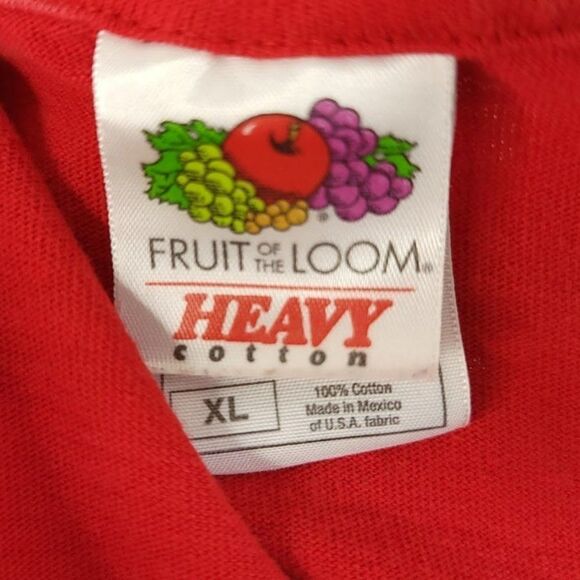 FRUIT OF THE LOOM®
HEAVY
cotton
XL
100% Cotton
Made in Mexico
of U.S.A. fabric